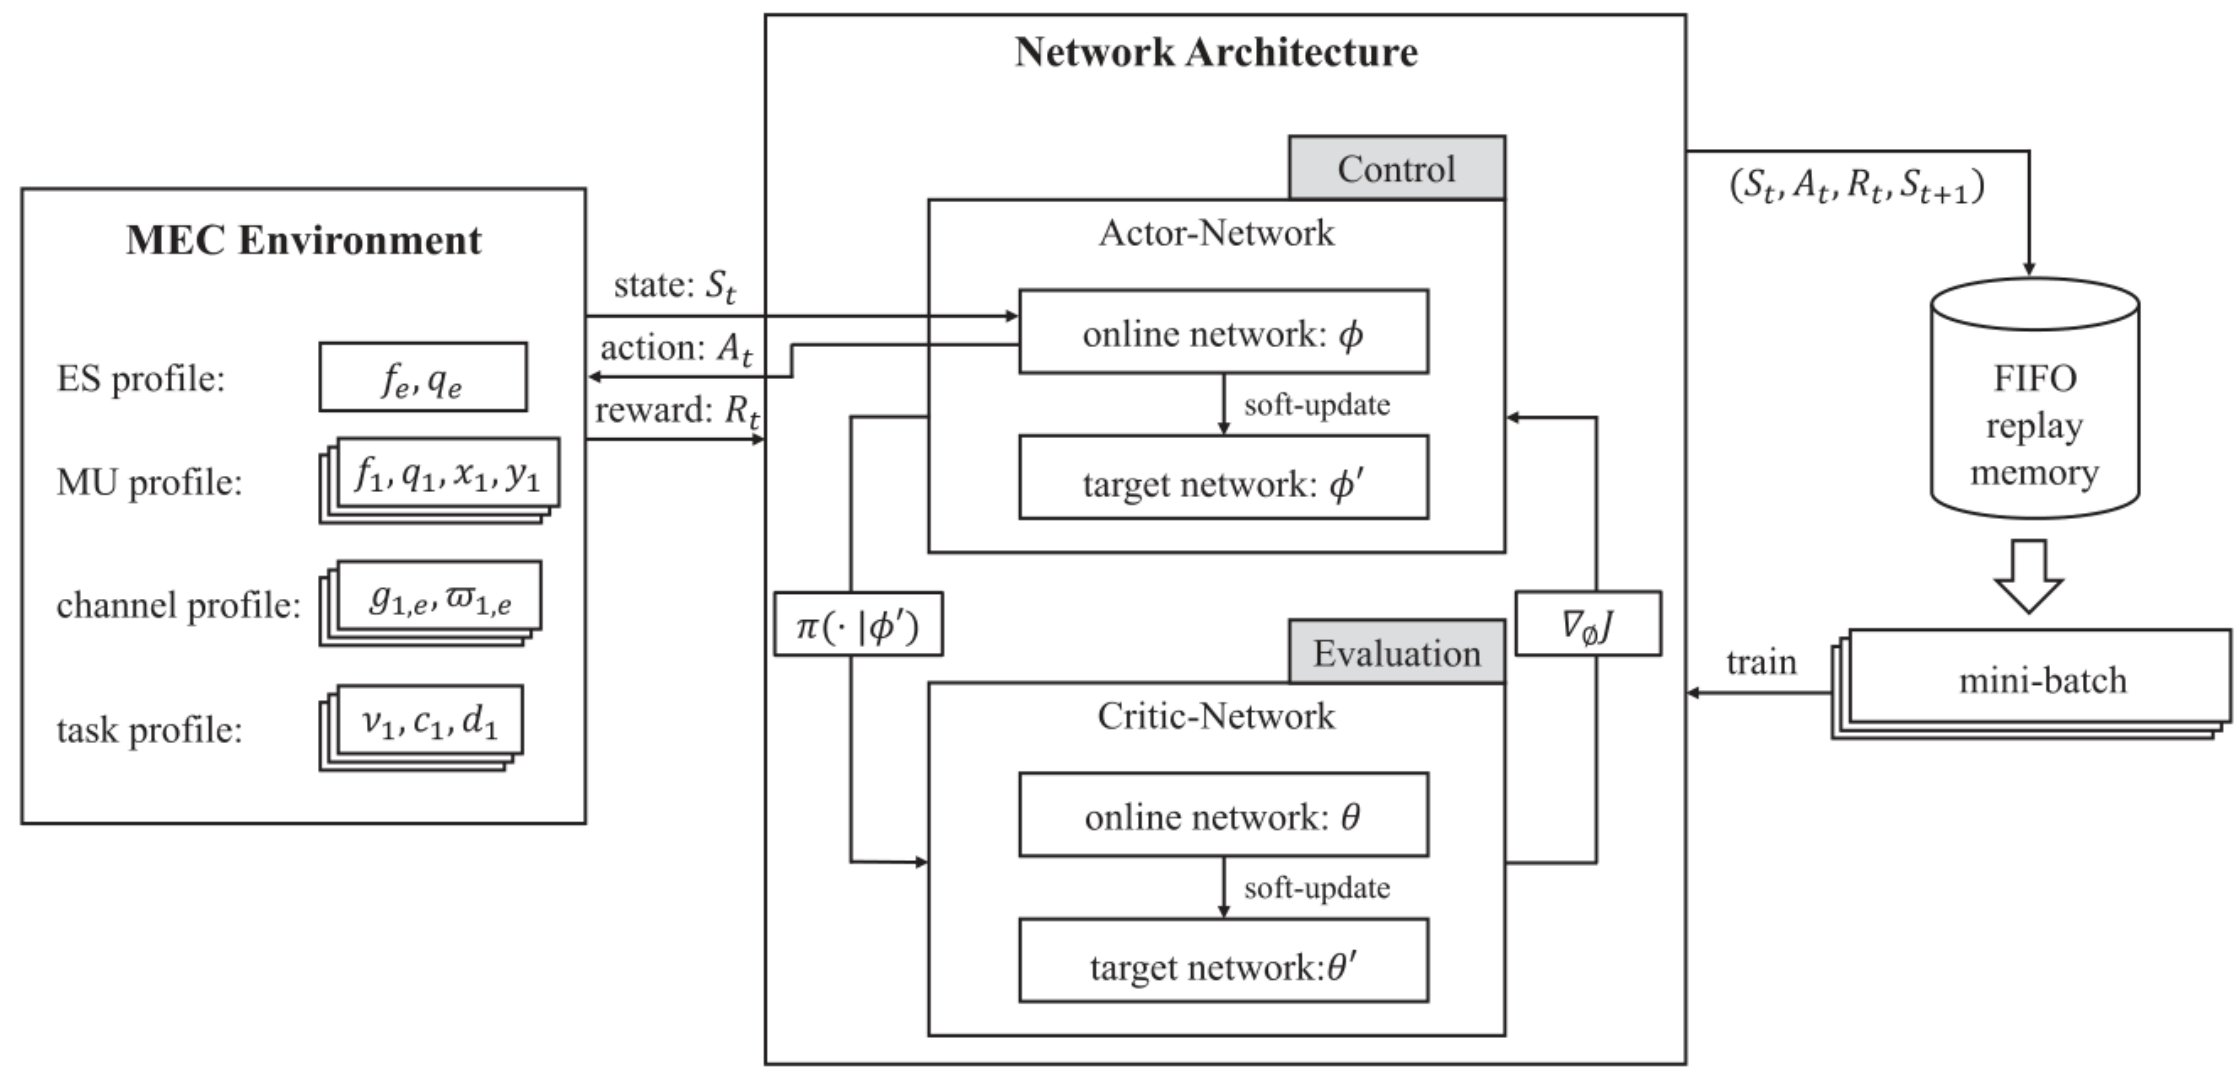 Network Architecture
MEC Environment
ES profile:
f_e, q_e
MU profile:
f_1, q_1, x_1, y_1
channel profile:
g_{1,e}, ϖ_{1,e}
task profile:
v_1, c_1, d_1
state: S_t
action: A_t
reward: R_t
Control
Actor-Network
online network: ϕ
soft-update
target network: ϕ′
π(· |ϕ′)
∇_∅J
Evaluation
Critic-Network
online network: θ
soft-update
target network:θ′
(S_t, A_t, R_t, S_{t+1})
FIFO
replay
memory
train
mini-batch